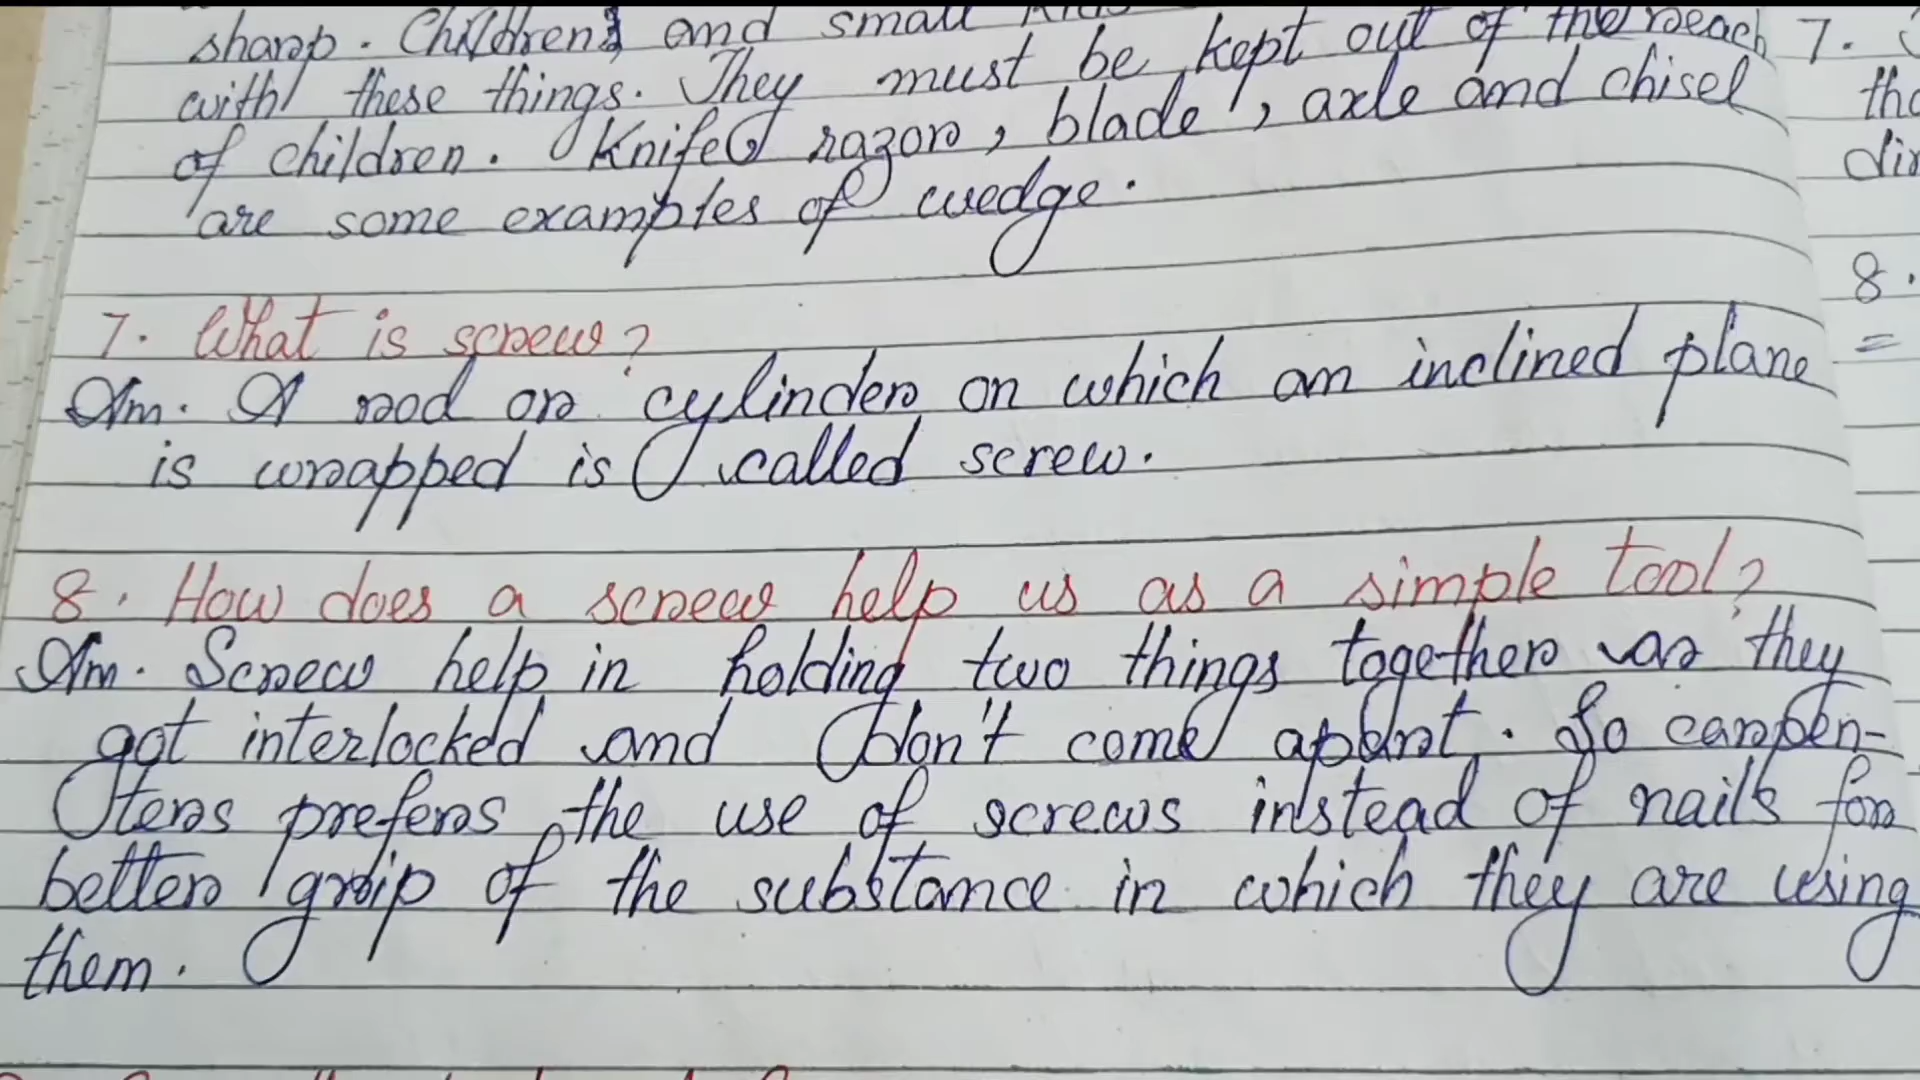 sharp. Childrens and small kids
with these things. They must be kept out of the reach
of children. Knife, razor, blade, axle and chisel
are some examples of wedge.
7. What is screw?
Ans. A rod or cylinder on which an inclined plane
is wrapped is called screw.
8. How does a screw help us as a simple tool?
Ans. Screw help in holding two things together as they
got interlocked and don't come apart. So carpen-
ters prefers the use of screws instead of nails for
better grip of the substance in which they are using
them.
7.
8.
=